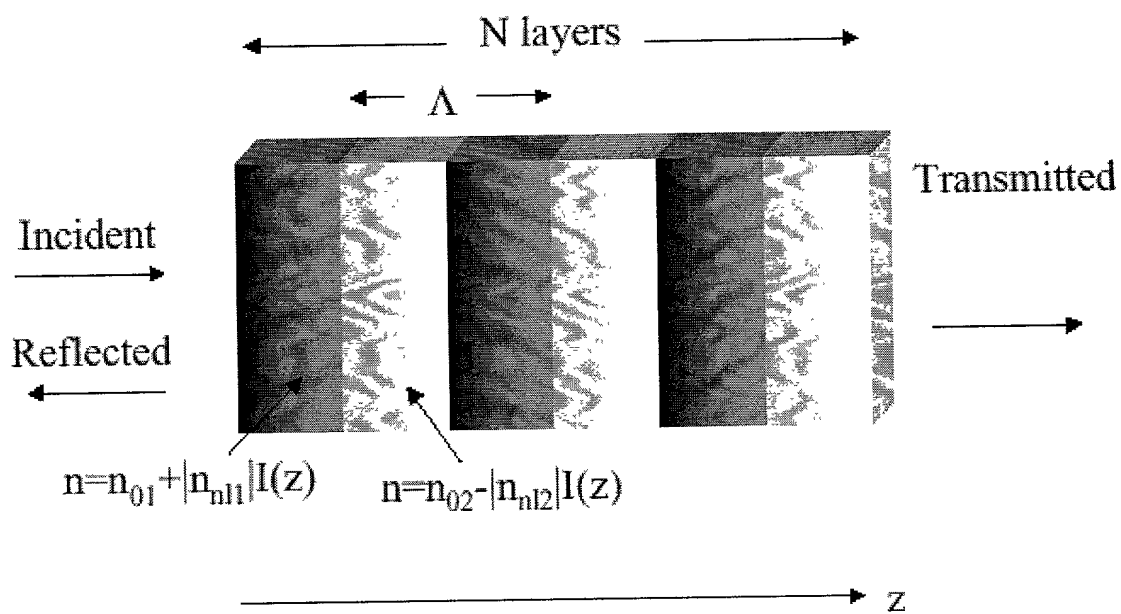 N layers
Λ
Transmitted
Incident
Reflected
n=n₀₁+|nₙₗ₁|I(z)
n=n₀₂-|nₙₗ₂|I(z)
z